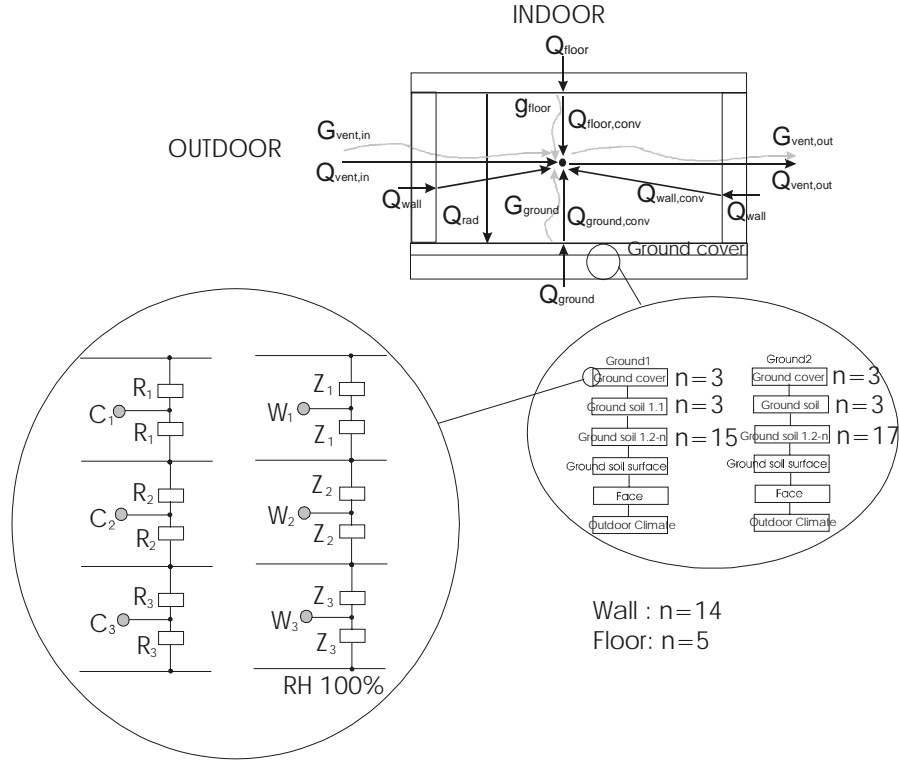 INDOOR
Qfloor
gfloor
Qfloor,conv
Gvent,in
Gvent,out
OUTDOOR
Qvent,in
Qvent,out
Qwall
Qwall,conv
Qwall
Qrad
Gground
Qground,conv
Ground cover
Qground
Ground1
Ground2
Ground cover n=3
Ground cover n=3
Ground soil 1.1 n=3
Ground soil n=3
Ground soil 1.2-n n=15
Ground soil 1.2-n n=17
Ground soil surface
Ground soil surface
Face
Face
Outdoor Climate
Outdoor Climate
R1
C1
R1
R2
C2
R2
R3
C3
R3
Z1
W1
Z1
Z2
W2
Z2
Z3
W3
Z3
RH 100%
Wall : n=14
Floor: n=5